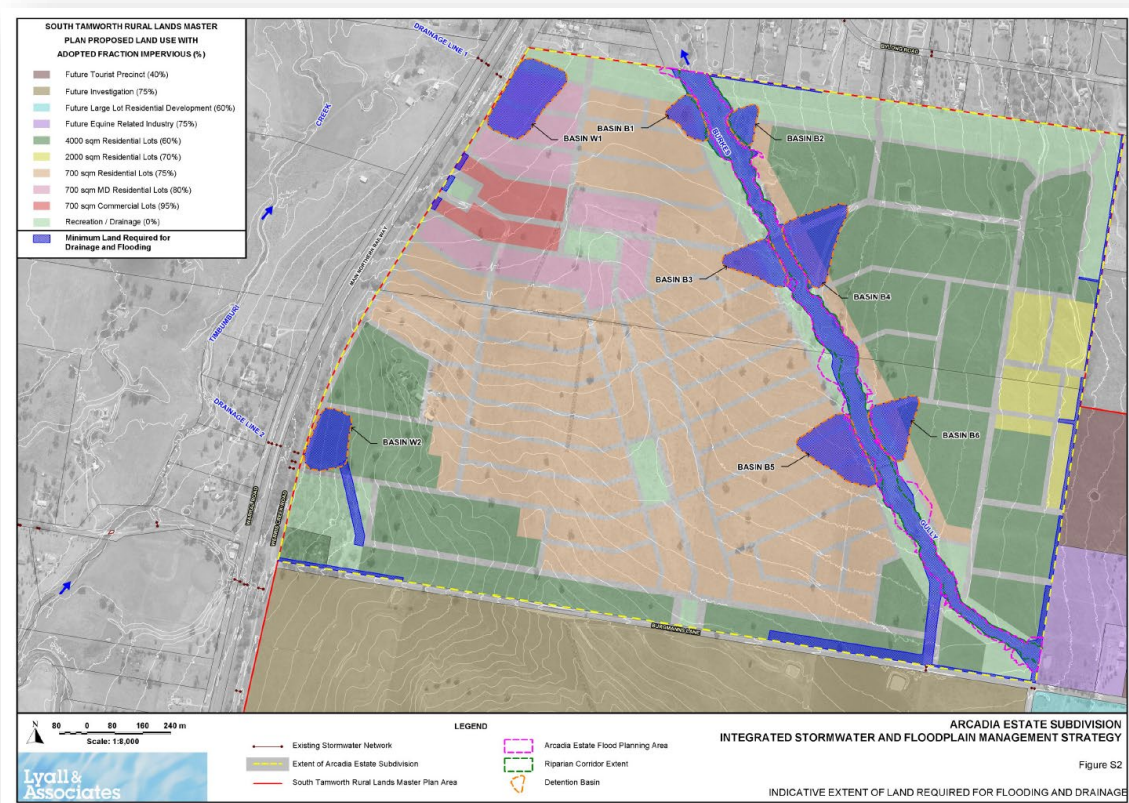 SOUTH TAMWORTH RURAL LANDS MASTER
PLAN PROPOSED LAND USE WITH
ADOPTED FRACTION IMPERVIOUS (%)
Future Tourist Precinct (40%)
Future Investigation (75%)
Future Large Lot Residential Development (60%)
Future Equine Related Industry (75%)
4000 sqm Residential Lots (60%)
2000 sqm Residential Lots (70%)
700 sqm Residential Lots (75%)
700 sqm MD Residential Lots (80%)
700 sqm Commercial Lots (95%)
Recreation / Drainage (0%)
Minimum Land Required for
Drainage and Flooding
DRAINAGE LINE 1
CREEK
TIMBUMBURI
MAIN NORTHERN RAILWAY
DRAINAGE LINE 2
BASIN W1
BASIN B1
BURKES
BASIN B2
BASIN B3
BASIN B4
BASIN W2
BASIN B5
BASIN B6
GULLY
BURGMANNS LANE
N
80 0 80 160 240 m
Scale: 1:8,000
Lyall &
Associates
LEGEND
Existing Stormwater Network
Extent of Arcadia Estate Subdivision
South Tamworth Rural Lands Master Plan Area
Arcadia Estate Flood Planning Area
Riparian Corridor Extent
Detention Basin
ARCADIA ESTATE SUBDIVISION
INTEGRATED STORMWATER AND FLOODPLAIN MANAGEMENT STRATEGY
Figure S2
INDICATIVE EXTENT OF LAND REQUIRED FOR FLOODING AND DRAINAGE